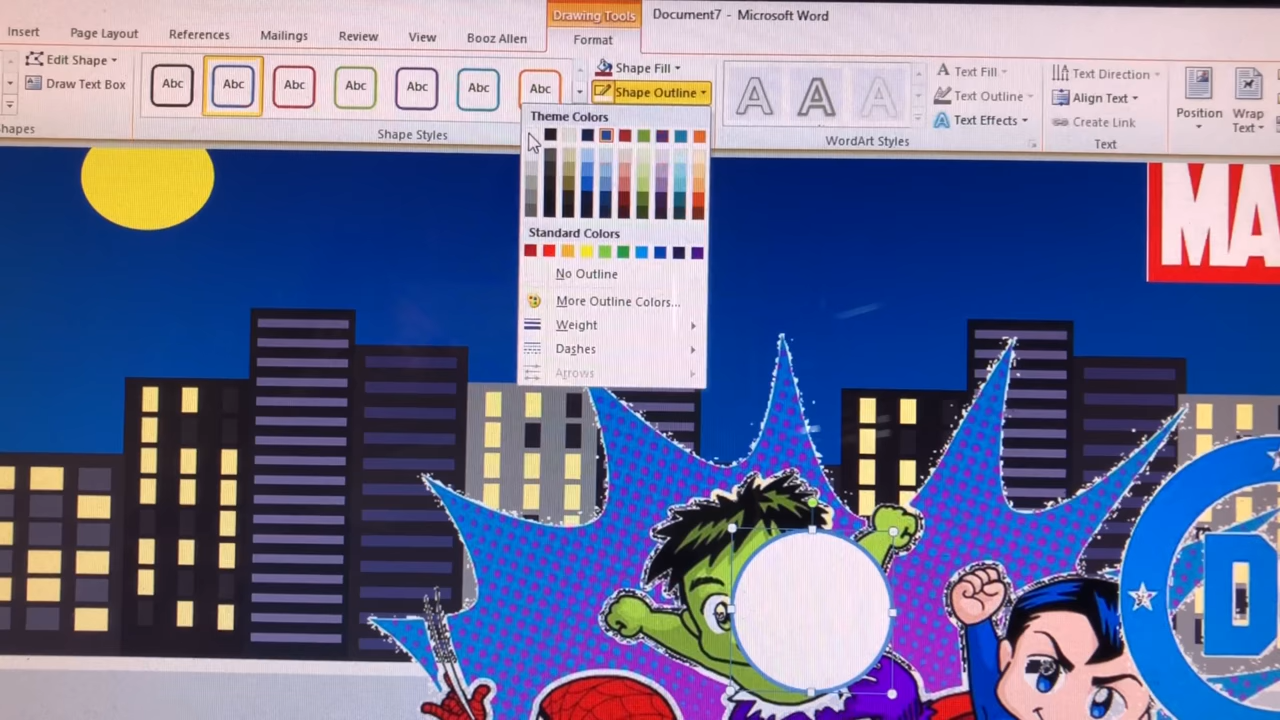 Drawing Tools
Document7 - Microsoft Word
Insert
Page Layout
References
Mailings
Review
View
Booz Allen
Format
Edit Shape
Draw Text Box
Abc
Abc
Abc
Abc
Abc
Abc
Abc
Shape Styles
Shape Fill
Shape Outline
A
A
A
WordArt Styles
A Text Fill
Text Outline
A Text Effects
Text Direction
Align Text
Create Link
Text
Position
Wrap
Text
Theme Colors
Standard Colors
No Outline
More Outline Colors...
Weight
Dashes
Arrows
MA
D